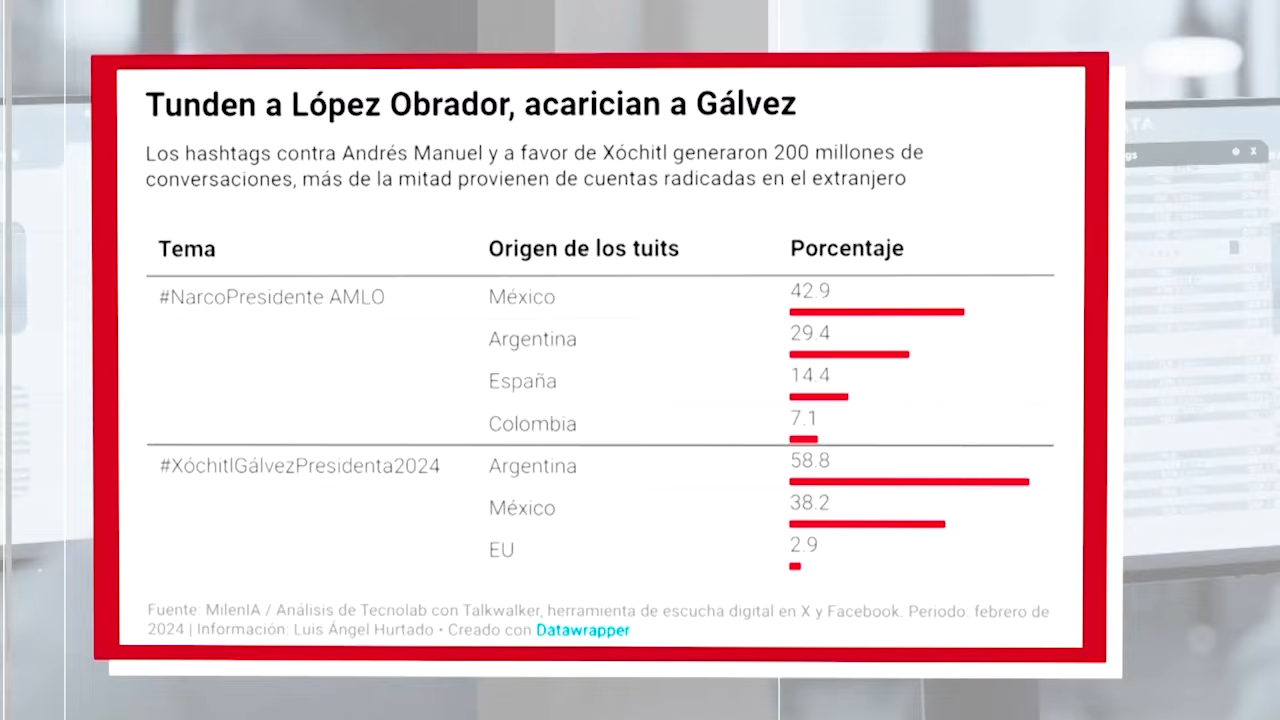 Tunden a López Obrador, acarician a Gálvez
Los hashtags contra Andrés Manuel y a favor de Xóchitl generaron 200 millones de
conversaciones, más de la mitad provienen de cuentas radicadas en el extranjero
Tema Origen de los tuits Porcentaje
#NarcoPresidente AMLO México 42.9
Argentina 29.4
España 14.4
Colombia 7.1
#XóchitlGálvezPresidenta2024 Argentina 58.8
México 38.2
EU 2.9
Fuente: MilenIA / Análisis de Tecnolab con Talkwalker, herramienta de escucha digital en X y Facebook. Periodo: febrero de
2024 | Información: Luis Ángel Hurtado • Creado con Datawrapper